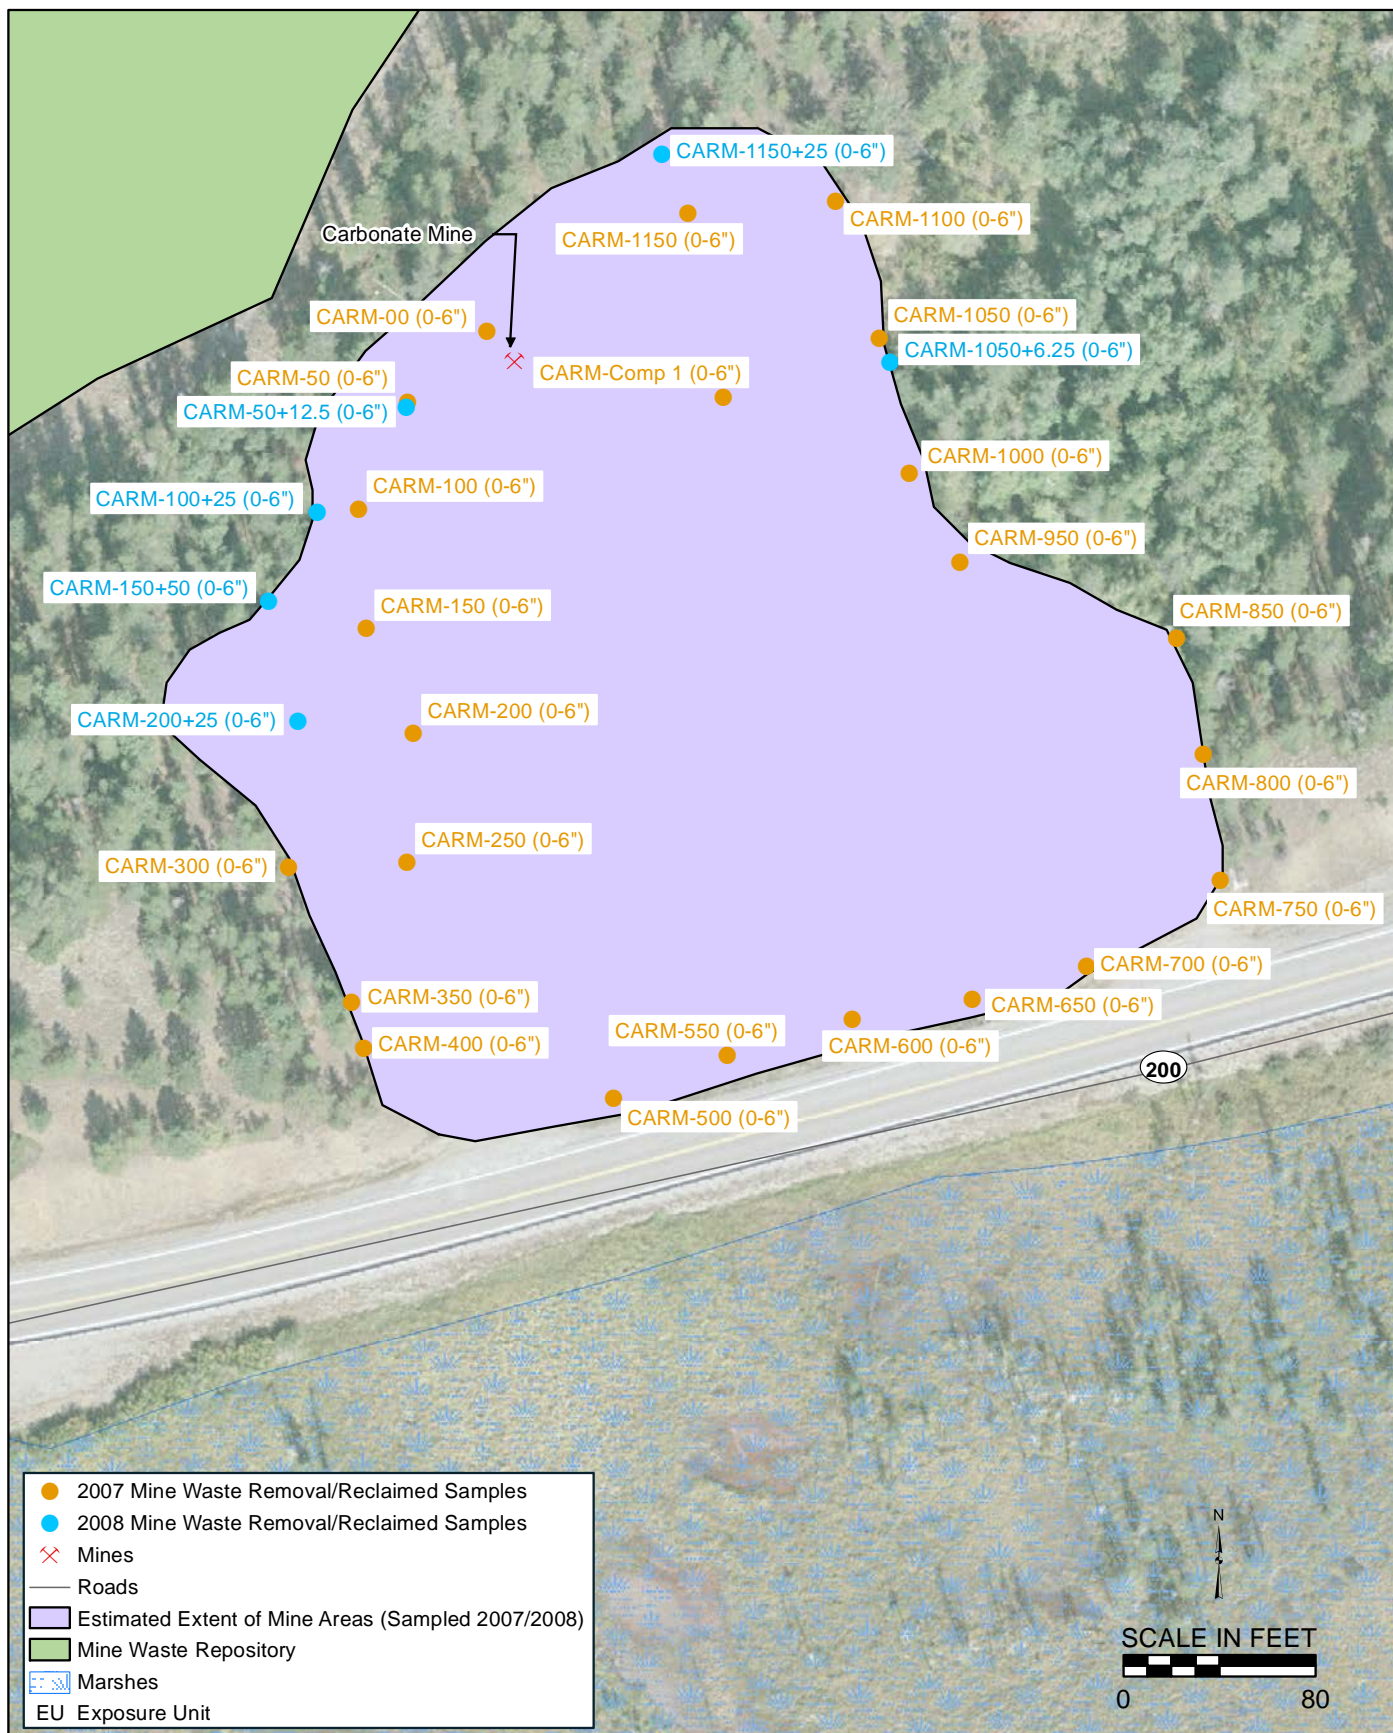 CARM-1150+25 (0-6")
CARM-1100 (0-6")
Carbonate Mine
CARM-1150 (0-6")
CARM-00 (0-6")
CARM-1050 (0-6")
CARM-1050+6.25 (0-6")
CARM-50 (0-6")
CARM-Comp 1 (0-6")
CARM-50+12.5 (0-6")
CARM-1000 (0-6")
CARM-100 (0-6")
CARM-100+25 (0-6")
CARM-950 (0-6")
CARM-150+50 (0-6")
CARM-150 (0-6")
CARM-850 (0-6")
CARM-200 (0-6")
CARM-200+25 (0-6")
CARM-800 (0-6")
CARM-250 (0-6")
CARM-300 (0-6")
CARM-750 (0-6")
CARM-700 (0-6")
CARM-350 (0-6")
CARM-650 (0-6")
CARM-550 (0-6")
CARM-400 (0-6")
CARM-600 (0-6")
200
CARM-500 (0-6")
2007 Mine Waste Removal/Reclaimed Samples
2008 Mine Waste Removal/Reclaimed Samples
Mines
Roads
Estimated Extent of Mine Areas (Sampled 2007/2008)
Mine Waste Repository
Marshes
EU Exposure Unit
N
SCALE IN FEET
0 80